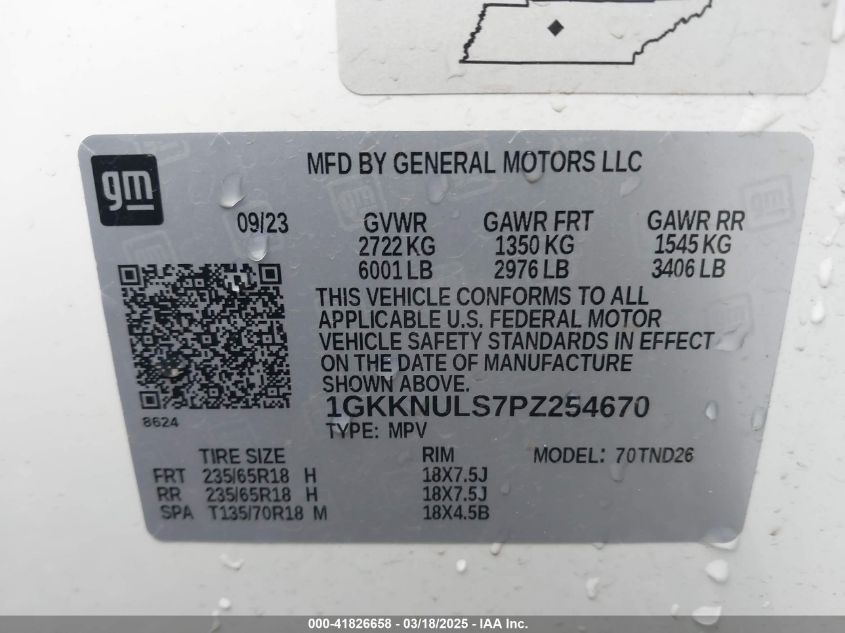 gm
MFD BY GENERAL MOTORS LLC
09/23 GVWR GAWR FRT GAWR RR
2722 KG 1350 KG 1545 KG
6001 LB 2976 LB 3406 LB
THIS VEHICLE CONFORMS TO ALL
APPLICABLE U.S. FEDERAL MOTOR
VEHICLE SAFETY STANDARDS IN EFFECT
ON THE DATE OF MANUFACTURE
SHOWN ABOVE.
1GKKNULS7PZ254670
8624
TYPE: MPV
TIRE SIZE RIM MODEL: 70TND26
FRT 235/65R18 H 18X7.5J
RR 235/65R18 H 18X7.5J
SPA T135/70R18 M 18X4.5B
000-41826658 - 03/18/2025 - IAA Inc.